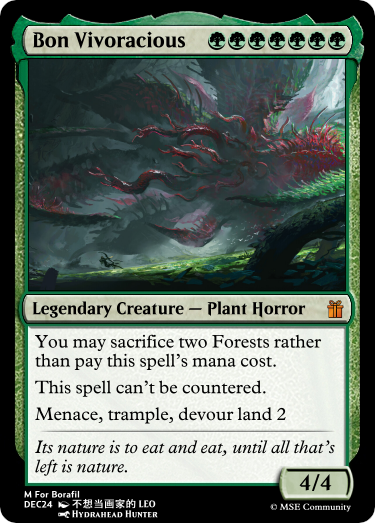 Bon Vivoracious
Legendary Creature — Plant Horror
You may sacrifice two Forests rather
than pay this spell's mana cost.
This spell can't be countered.
Menace, trample, devour land 2
Its nature is to eat and eat, until all that's
left is nature.
4/4
M For Borafil
DEC24 不想当画家的 LEO
Hydrahead Hunter
© MSE Community